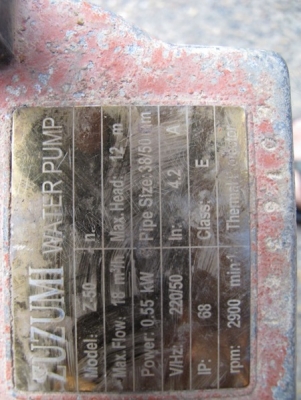 ZUZUMI WATER PUMP
Model: Z-50 n.
Max. Flow: 18 m³/h Max. Head: 12 m
Power: 0,55 kW Pipe Size: 38/50 mm
V/Hz: 220/50 In: 4.2 A
IP: 68 Class: E
rpm: 2900 min-1